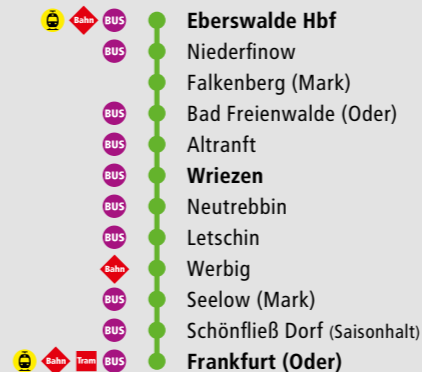 Bahn BUS Eberswalde Hbf
BUS Niederfinow
Falkenberg (Mark)
BUS Bad Freienwalde (Oder)
BUS Altranft
BUS Wriezen
BUS Neutrebbin
BUS Letschin
Bahn Werbig
BUS Seelow (Mark)
BUS Schönfließ Dorf (Saisonhalt)
Bahn Tram BUS Frankfurt (Oder)